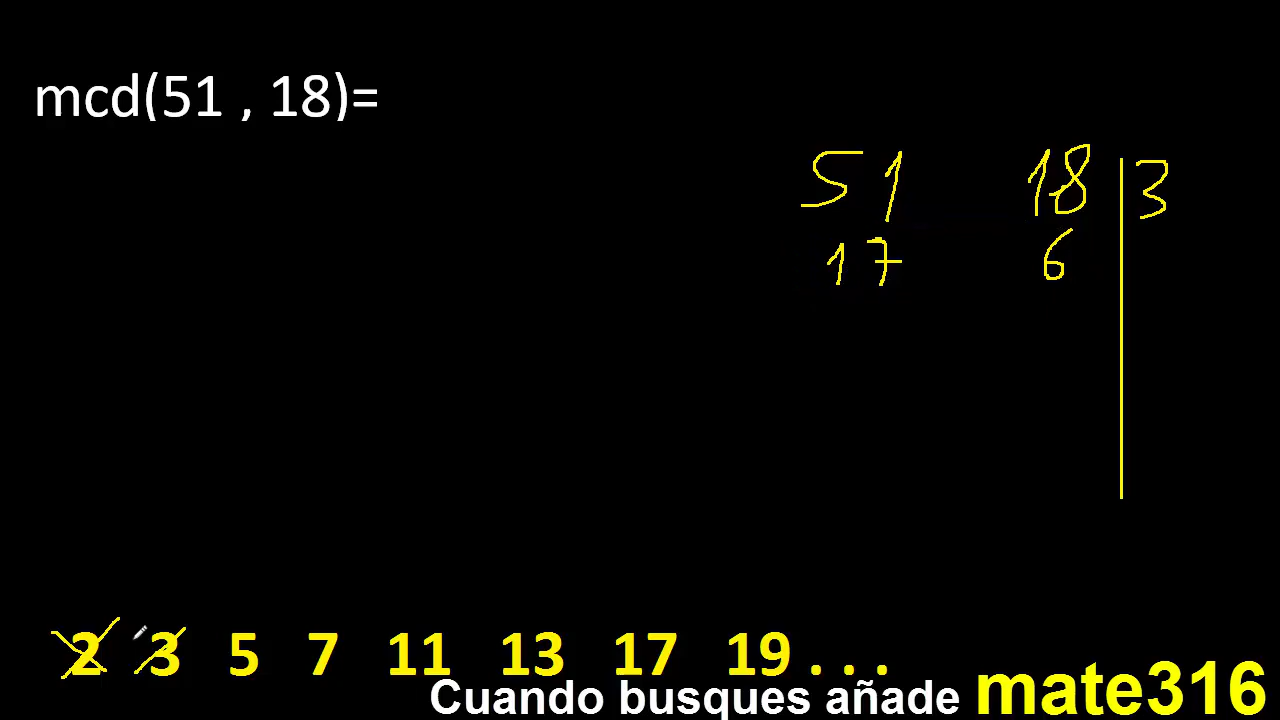 mcd(51 , 18)=
51 18 3
17 6
2 3 5 7 11 13 17 19 . . .
Cuando busques añade mate316